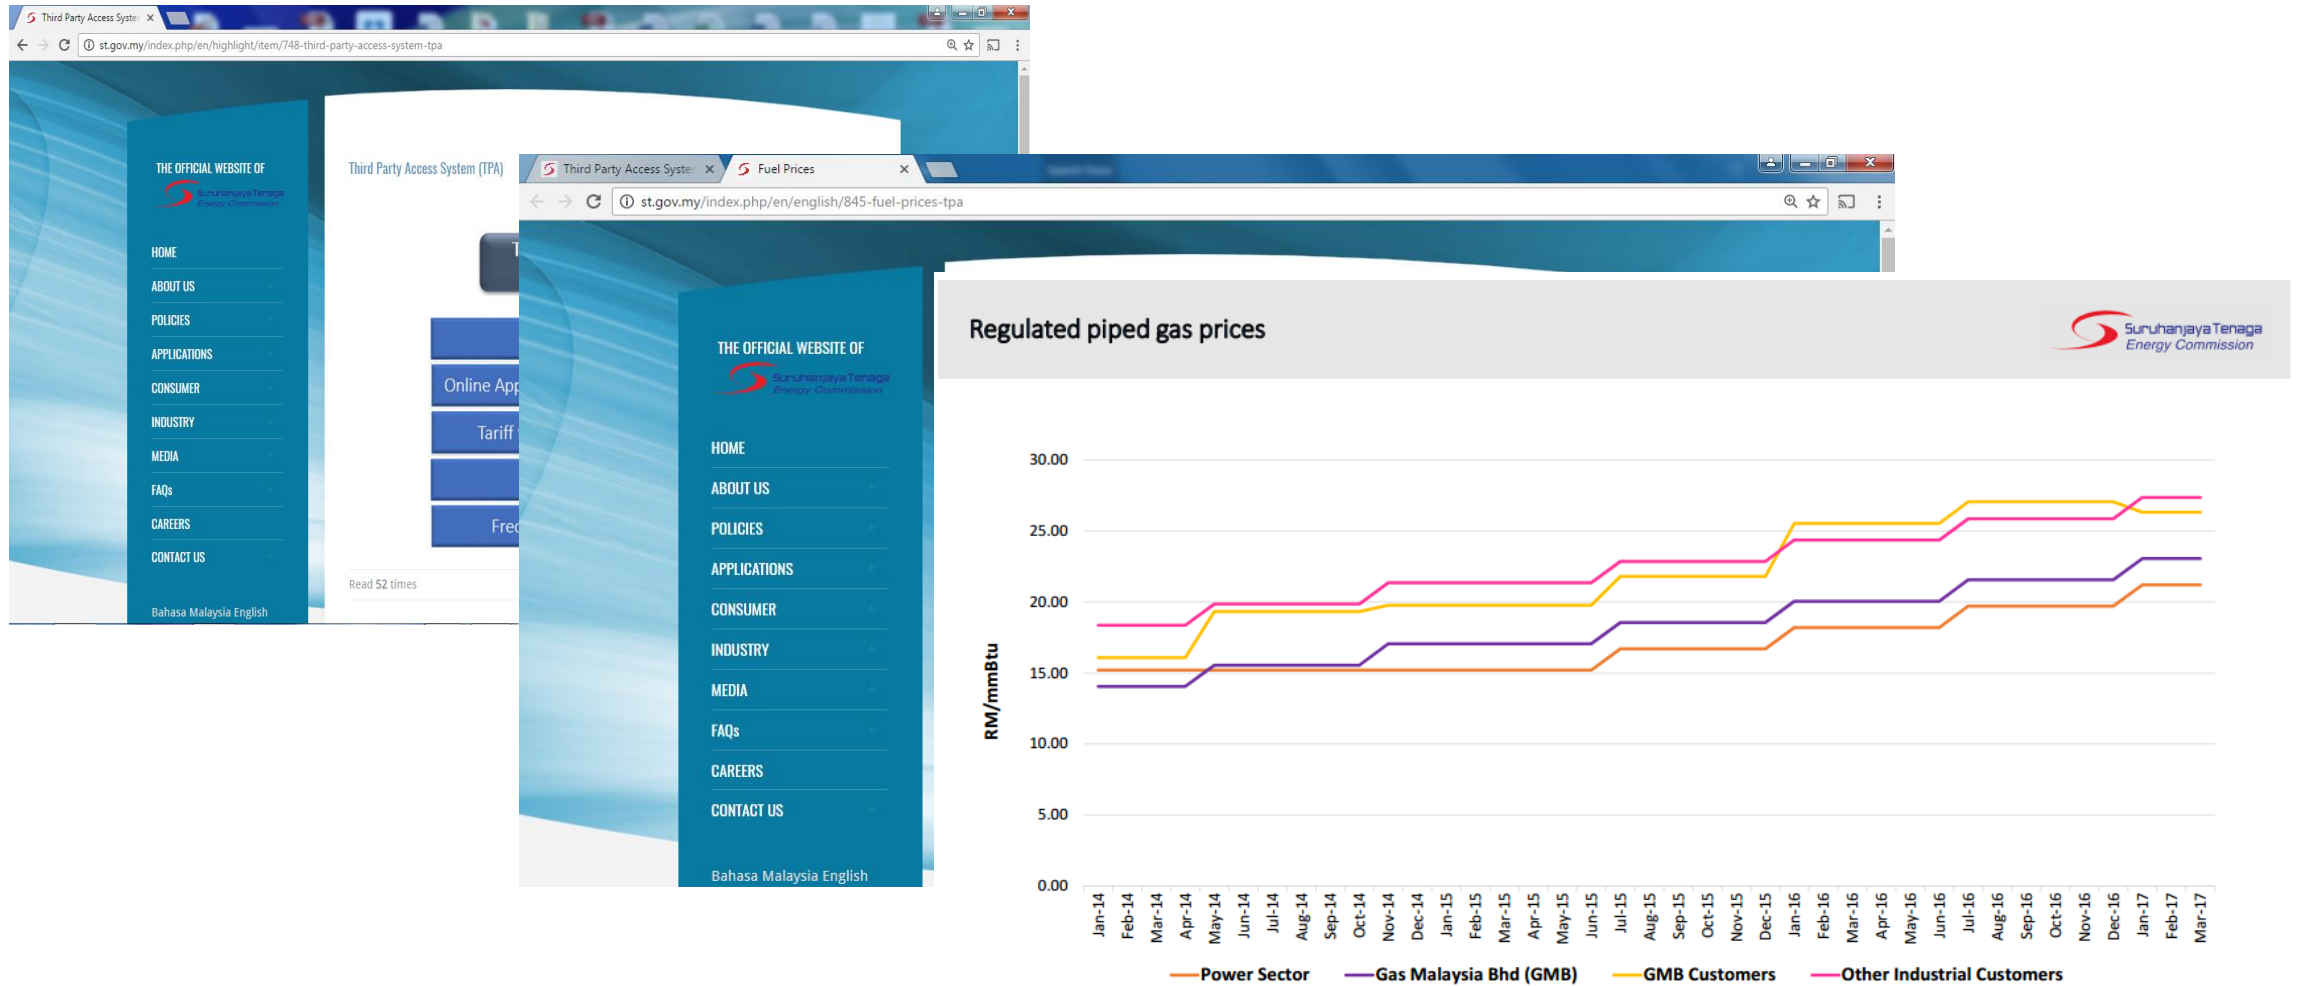 Third Party Access Syste
st.gov.my/index.php/en/highlight/item/748-third-party-access-system-tpa
THE OFFICIAL WEBSITE OF
Suruhanjaya Tenaga
Energy Commission
HOME
ABOUT US
POLICIES
APPLICATIONS
CONSUMER
INDUSTRY
MEDIA
FAQs
CAREERS
CONTACT US
Bahasa Malaysia English
Third Party Access System (TPA)
T
Online App
Tariff
Freq
Read 52 times
Third Party Access System
Fuel Prices
st.gov.my/index.php/en/english/845-fuel-prices-tpa
THE OFFICIAL WEBSITE OF
Suruhanjaya Tenaga
Energy Commission
HOME
ABOUT US
POLICIES
APPLICATIONS
CONSUMER
INDUSTRY
MEDIA
FAQs
CAREERS
CONTACT US
Bahasa Malaysia English
Regulated piped gas prices
Suruhanjaya Tenaga
Energy Commission
RM/mmBtu
30.00
25.00
20.00
15.00
10.00
5.00
0.00
Jan-14 Feb-14 Mar-14 Apr-14 May-14 Jun-14 Jul-14 Aug-14 Sep-14 Oct-14 Nov-14 Dec-14 Jan-15 Feb-15 Mar-15 Apr-15 May-15 Jun-15 Jul-15 Aug-15 Sep-15 Oct-15 Nov-15 Dec-15 Jan-16 Feb-16 Mar-16 Apr-16 May-16 Jun-16 Jul-16 Aug-16 Sep-16 Oct-16 Nov-16 Dec-16 Jan-17 Feb-17 Mar-17
Power Sector Gas Malaysia Bhd (GMB) GMB Customers Other Industrial Customers